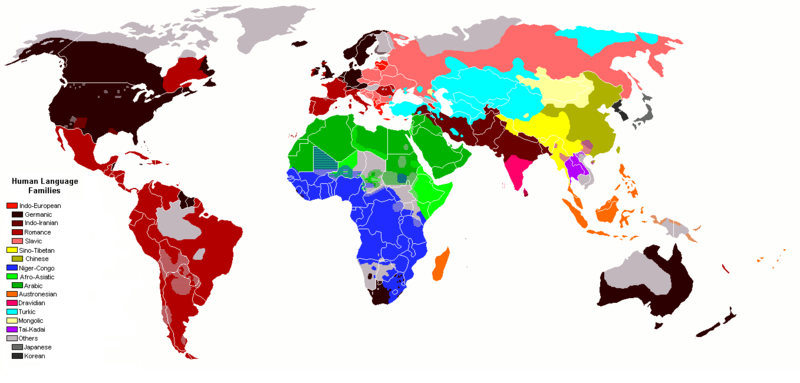 Human Language
Families
Indo-European
Germanic
Indo-Iranian
Romance
Slavic
Sino-Tibetan
Chinese
Niger-Congo
Afro-Asiatic
Arabic
Austronesian
Dravidian
Turkic
Mongolic
Tai-Kadai
Others
Japanese
Korean